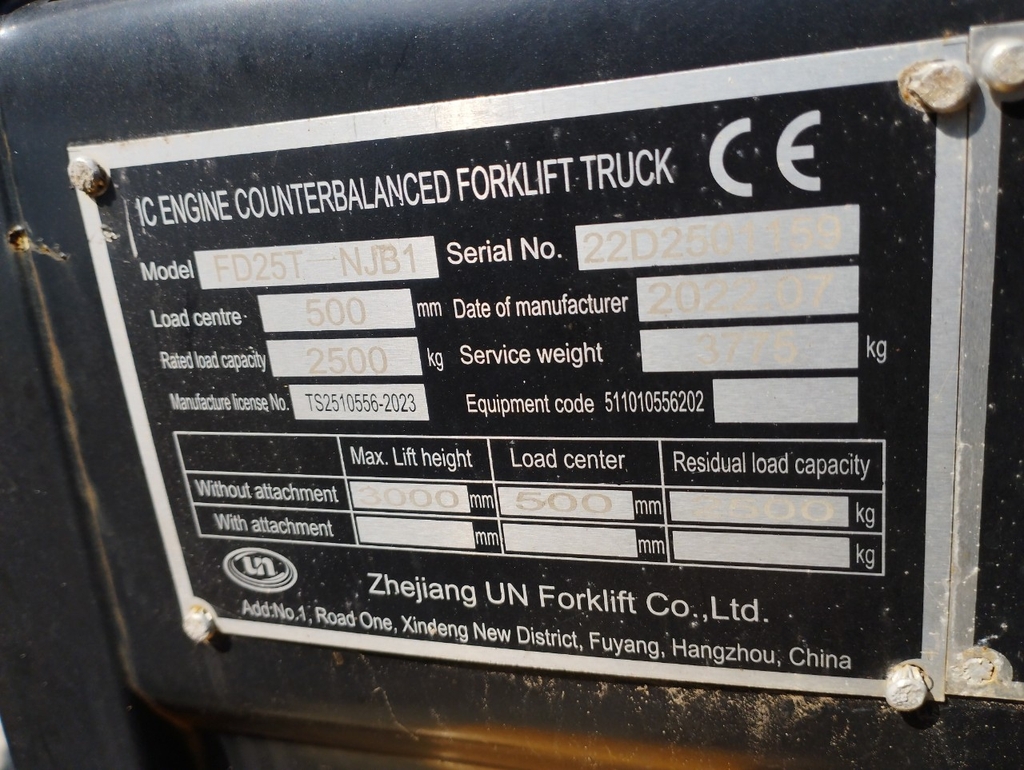 IC ENGINE COUNTERBALANCED FORKLIFT TRUCK CE
Model FD25T NJB1 Serial No. 22D2501159
Load centre 500 mm Date of manufacturer 2022.07
Rated load capacity 2500 kg Service weight 3775 kg
Manufacture license No. TS2510556-2023 Equipment code 511010556202
Max. Lift height Load center Residual load capacity
Without attachment 3000 mm 500 mm 2500 kg
With attachment mm mm kg
UN
Zhejiang UN Forklift Co.,Ltd.
Add:No.1, Road One, Xindeng New District, Fuyang, Hangzhou, China